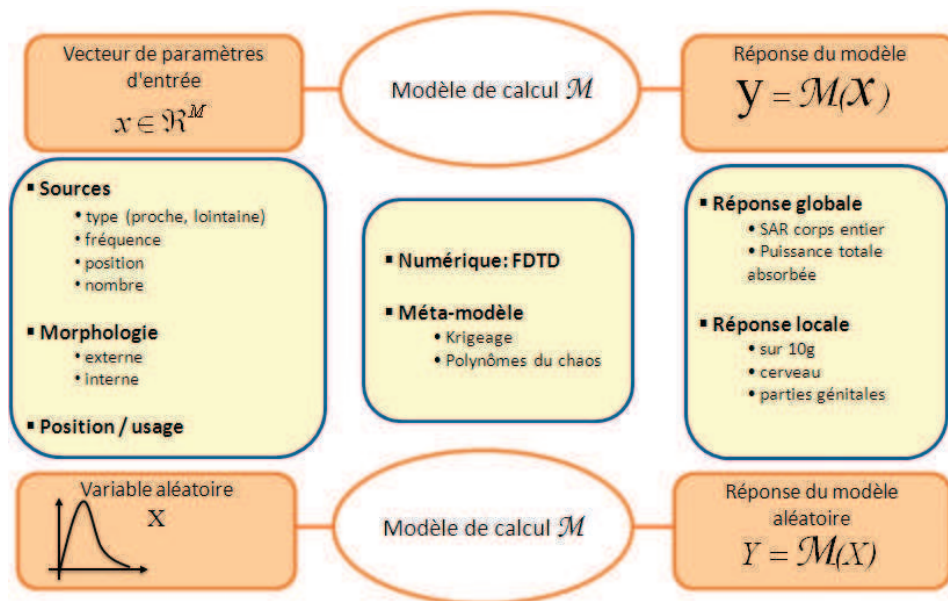 Vecteur de paramètres
d'entrée
x ∈ ℜ^M
Modèle de calcul ℳ
Réponse du modèle
y = ℳ(x)
▪ Sources
• type (proche, lointaine)
• fréquence
• position
• nombre
▪ Morphologie
• externe
• interne
▪ Position / usage
▪ Numérique: FDTD
▪ Méta-modèle
• Krigeage
• Polynômes du chaos
▪ Réponse globale
• SAR corps entier
• Puissance totale
absorbée
▪ Réponse locale
• sur 10g
• cerveau
• parties génitales
Variable aléatoire
X
Modèle de calcul ℳ
Réponse du modèle
aléatoire
Y = ℳ(X)